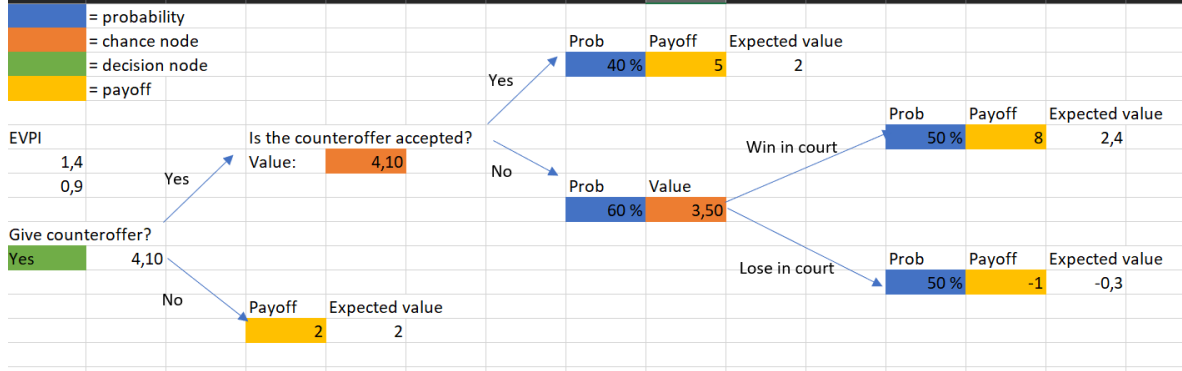 = probability
= chance node
Prob Payoff Expected value
= decision node
40 % 5 2
Yes
= payoff
Prob Payoff Expected value
EVPI
Is the counteroffer accepted?
50 % 8 2,4
Win in court
1,4
Value: 4,10
No
Yes
0,9
Prob Value
60 % 3,50
Give counteroffer?
Yes 4,10
Prob Payoff Expected value
Lose in court
50 % -1 -0,3
No
Payoff Expected value
2 2